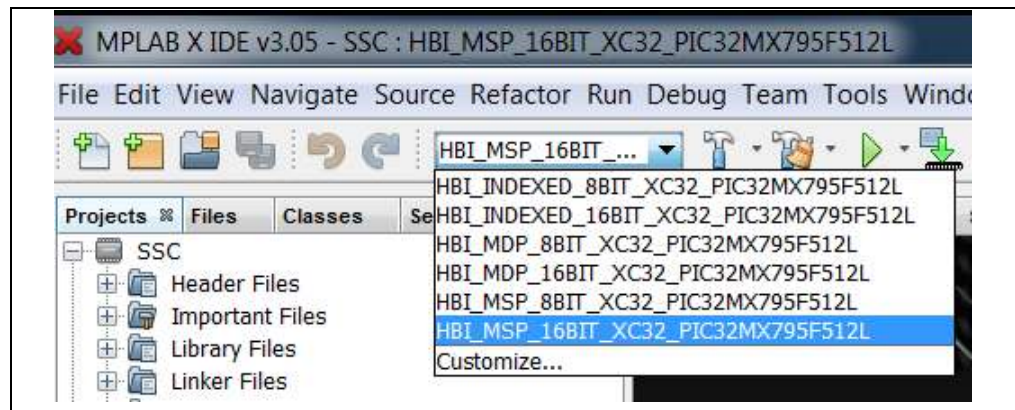 MPLAB X IDE v3.05 - SSC : HBI_MSP_16BIT_XC32_PIC32MX795F512L
File Edit View Navigate Source Refactor Run Debug Team Tools
HBI_MSP_16BIT_...
HBI_INDEXED_8BIT_XC32_PIC32MX795F512L
HBI_INDEXED_16BIT_XC32_PIC32MX795F512L
HBI_MDP_8BIT_XC32_PIC32MX795F512L
HBI_MDP_16BIT_XC32_PIC32MX795F512L
HBI_MSP_8BIT_XC32_PIC32MX795F512L
HBI_MSP_16BIT_XC32_PIC32MX795F512L
Customize...
Projects Files Classes Se
SSC
Header Files
Important Files
Library Files
Linker Files